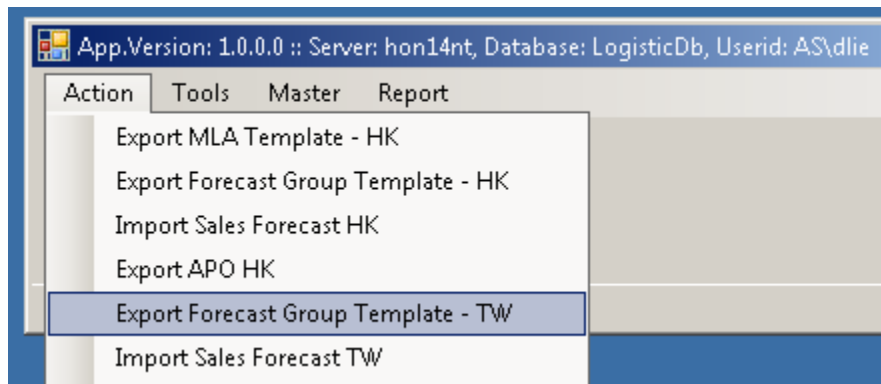 App.Version: 1.0.0.0 :: Server: hon14nt, Database: LogisticDb, Userid: AS\dlie
Action Tools Master Report
Export MLA Template - HK
Export Forecast Group Template - HK
Import Sales Forecast HK
Export APO HK
Export Forecast Group Template - TW
Import Sales Forecast TW